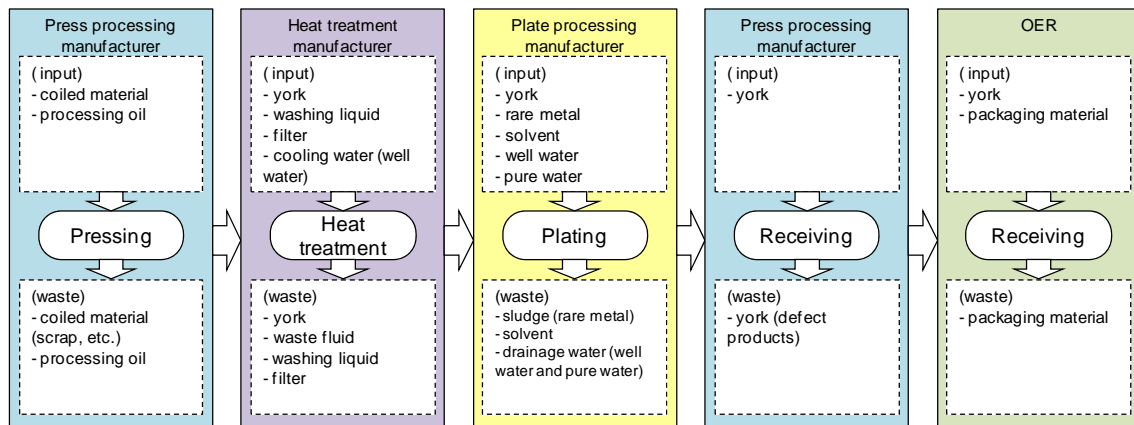 Press processing
manufacturer
( input)
- coiled material
- processing oil
Pressing
(waste)
- coiled material
(scrap, etc.)
- processing oil
Heat treatment
manufacturer
( input)
- york
- washing liquid
- filter
- cooling water (well
water)
Heat
treatment
(waste)
- york
- waste fluid
- washing liquid
- filter
Plate processing
manufacturer
(input)
- york
- rare metal
- solvent
- well water
- pure water
Plating
(waste)
- sludge (rare metal)
- solvent
- drainage water (well
water and pure water)
Press processing
manufacturer
( input)
- york
Receiving
(waste)
- york (defect
products)
OER
( input)
- york
- packaging material
Receiving
(waste)
- packaging material